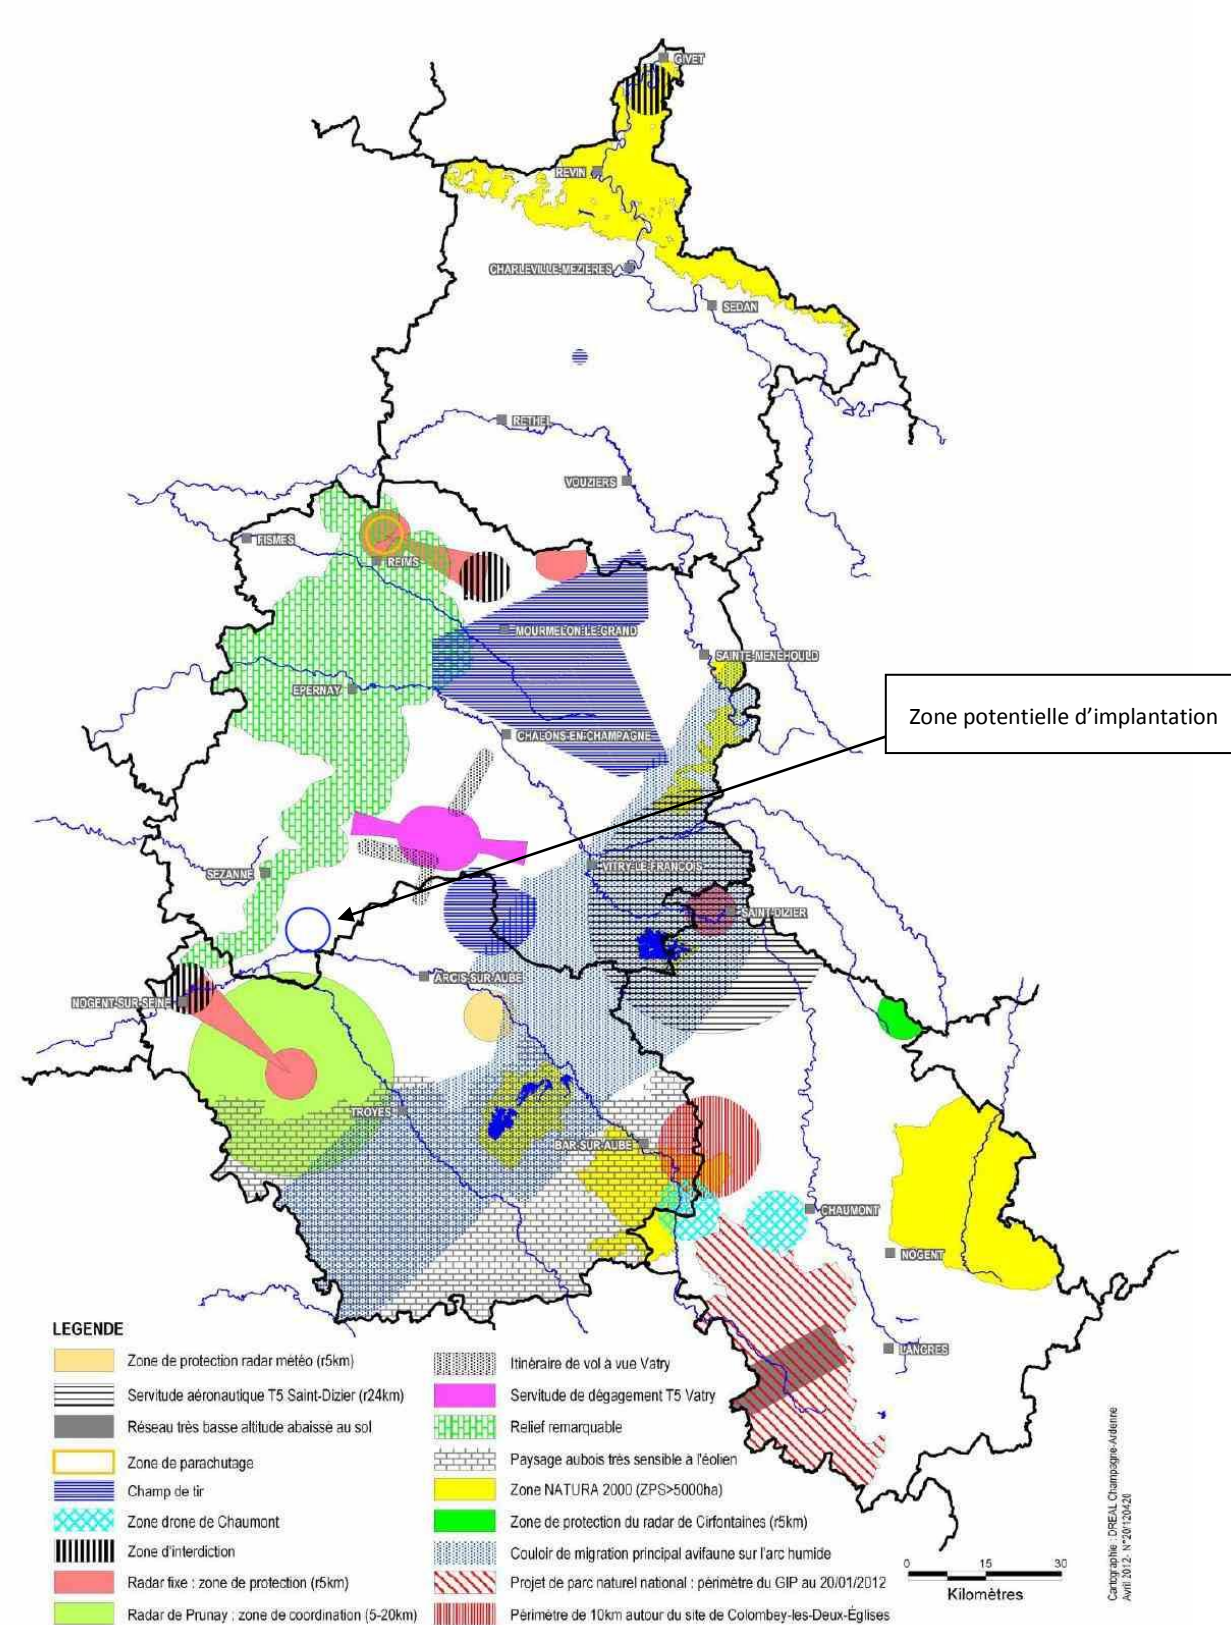 GIVET
REVIN
CHARLEVILLE-MEZIERES
SEDAN
RETHEL
VOUZIERS
FISMES
REIMS
MOURMELON-LE-GRAND
SAINTE-MENEHOULD
EPERNAY
Zone potentielle d’implantation
CHALONS-EN-CHAMPAGNE
VITRY-LE-FRANCOIS
SEZANNE
SAINT-DIZIER
ARCIS-SUR-AUBE
NOGENT-SUR-SEINE
TROYES
BAR-SUR-AUBE
CHAUMONT
NOGENT
LANGRES
LEGENDE
Zone de protection radar météo (r5km)
Servitude aéronautique T5 Saint-Dizier (r24km)
Réseau très basse altitude abaissé au sol
Zone de parachutage
Champ de tir
Zone drone de Chaumont
Zone d'interdiction
Radar fixe : zone de protection (r5km)
Radar de Prunay : zone de coordination (5-20km)
Itinéraire de vol à vue Vatry
Servitude de dégagement T5 Vatry
Relief remarquable
Paysage aubois très sensible à l'éolien
Zone NATURA 2000 (ZPS>5000ha)
Zone de protection du radar de Cirfontaines (r5km)
Couloir de migration principal avifaune sur l'arc humide
Projet de parc naturel national : périmètre du GIP au 20/01/2012
Périmètre de 10km autour du site de Colombey-les-Deux-Églises
0 15 30
Kilomètres
Cartographie : DREAL Champagne-Ardenne
Avril 2012- N°20/120420